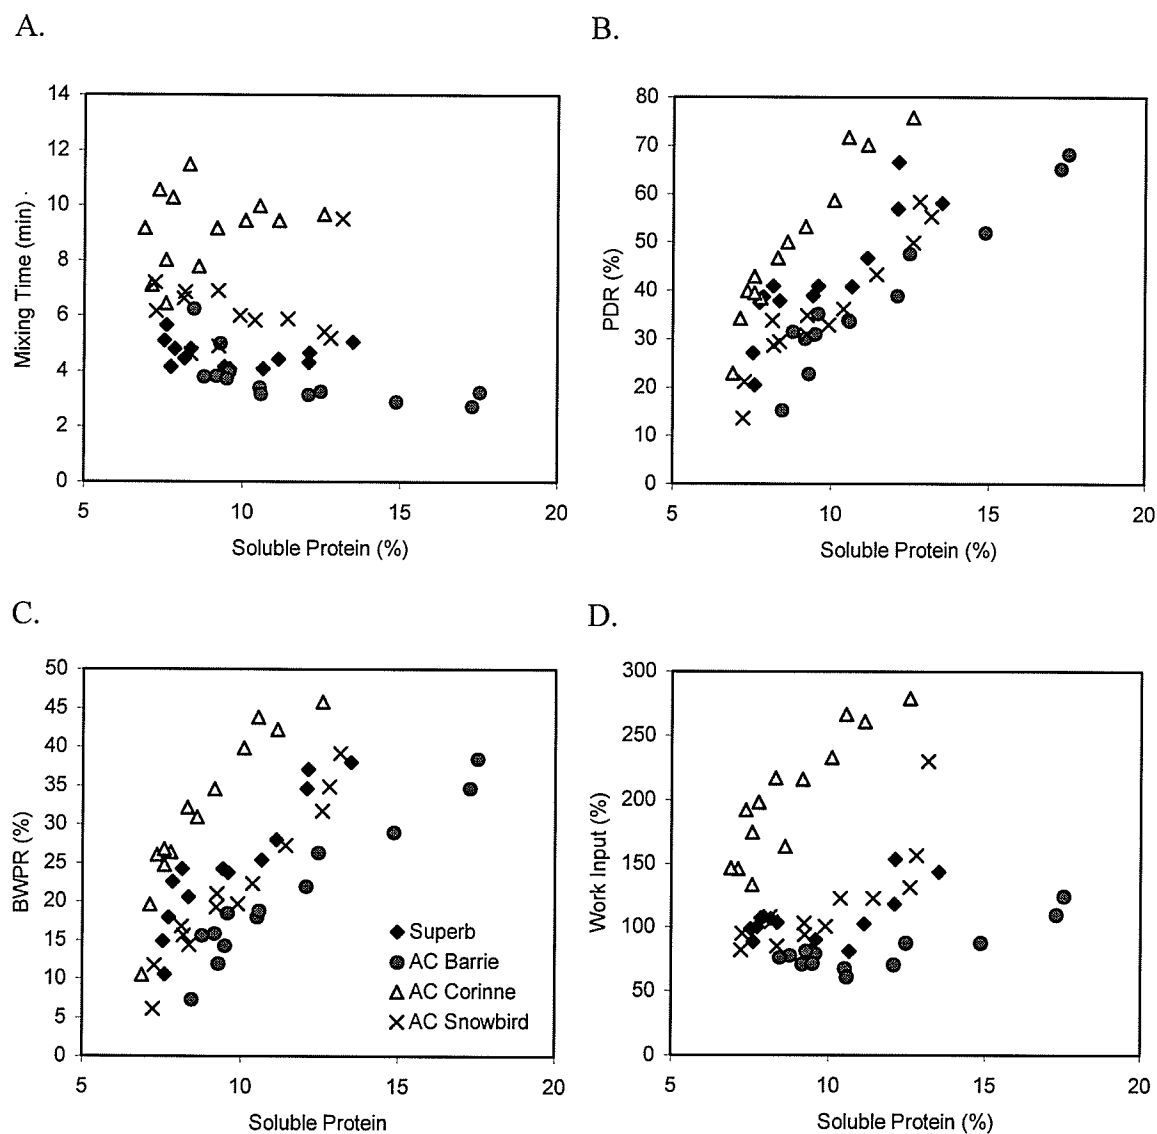 A.
B.
14
12
10
8
6
4
2
0
5 10 15 20
Mixing Time (min) ·
Soluble Protein (%)
80
70
60
50
40
30
20
10
0
5 10 15 20
PDR (%)
Soluble Protein (%)
C.
D.
50
45
40
35
30
25
20
15
10
5
0
5 10 15 20
BWPR (%)
Soluble Protein
Superb
AC Barrie
AC Corinne
AC Snowbird
300
250
200
150
100
50
0
5 10 15 20
Work Input (%)
Soluble Protein (%)